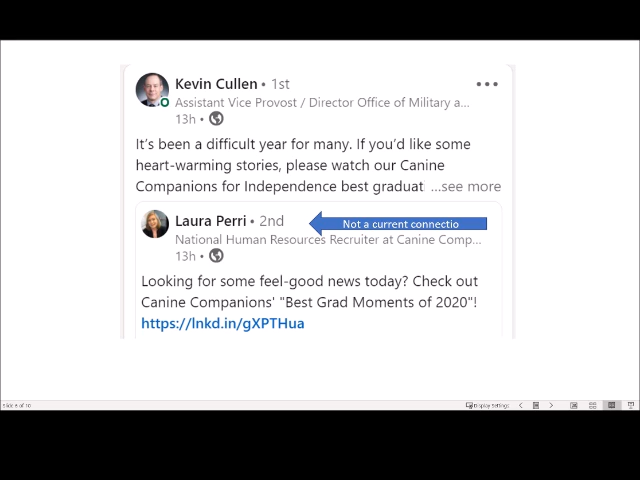 Kevin Cullen • 1st
Assistant Vice Provost / Director Office of Military a...
13h •
It's been a difficult year for many. If you'd like some
heart-warming stories, please watch our Canine
Companions for Independence best graduat ...see more
Laura Perri • 2nd
Not a current connectio
National Human Resources Recruiter at Canine Comp...
13h •
Looking for some feel-good news today? Check out
Canine Companions' "Best Grad Moments of 2020"!
https://lnkd.in/gXPTHua
Display Settings